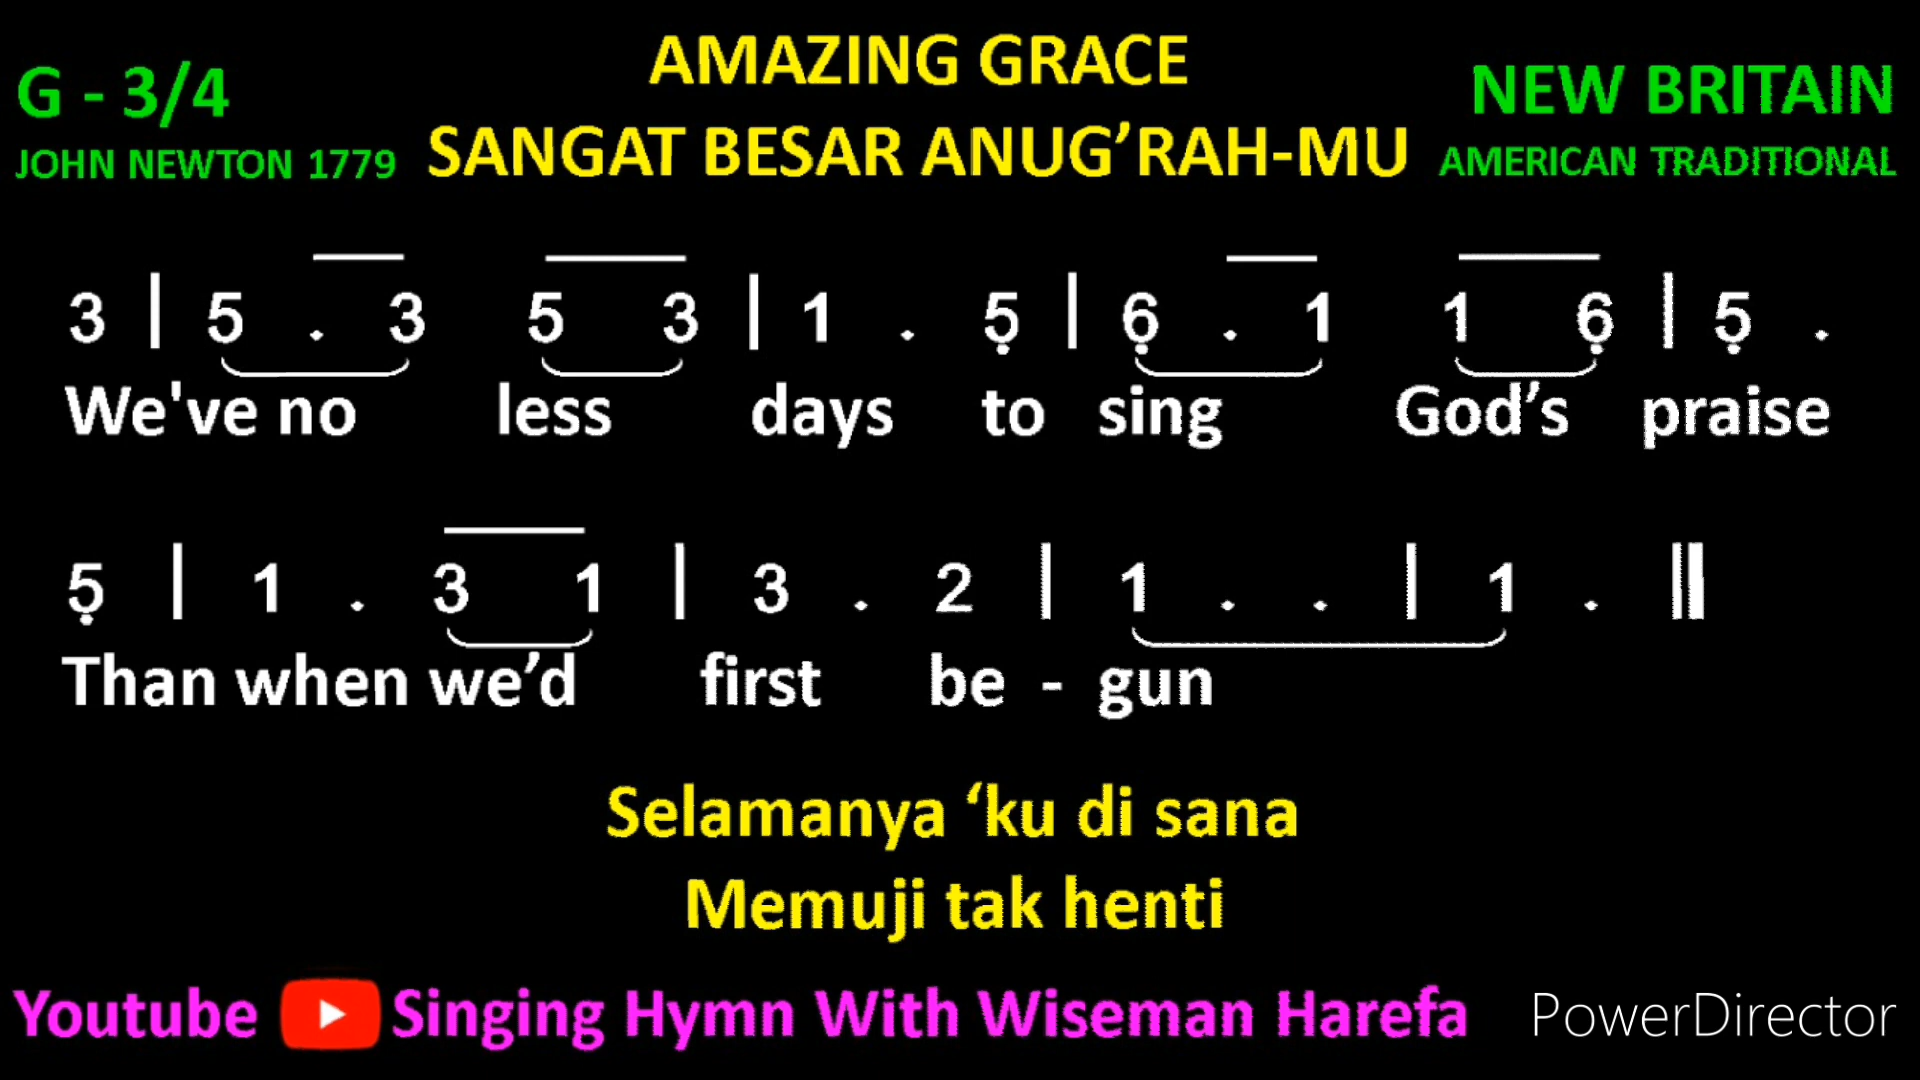 AMAZING GRACE
G - 3/4
NEW BRITAIN
JOHN NEWTON 1779
SANGAT BESAR ANUG’RAH-MU
AMERICAN TRADITIONAL
3 | 5 . 3 5 3 | 1 . 5̣ | 6̣ . 1 1 6̣ | 5̣ .
We've no less days to sing God’s praise
5̣ | 1 . 3 1 | 3 . 2 | 1 . . | 1 . ||
Than when we’d first be - gun
Selamanya ‘ku di sana
Memuji tak henti
Youtube Singing Hymn With Wiseman Harefa
PowerDirector